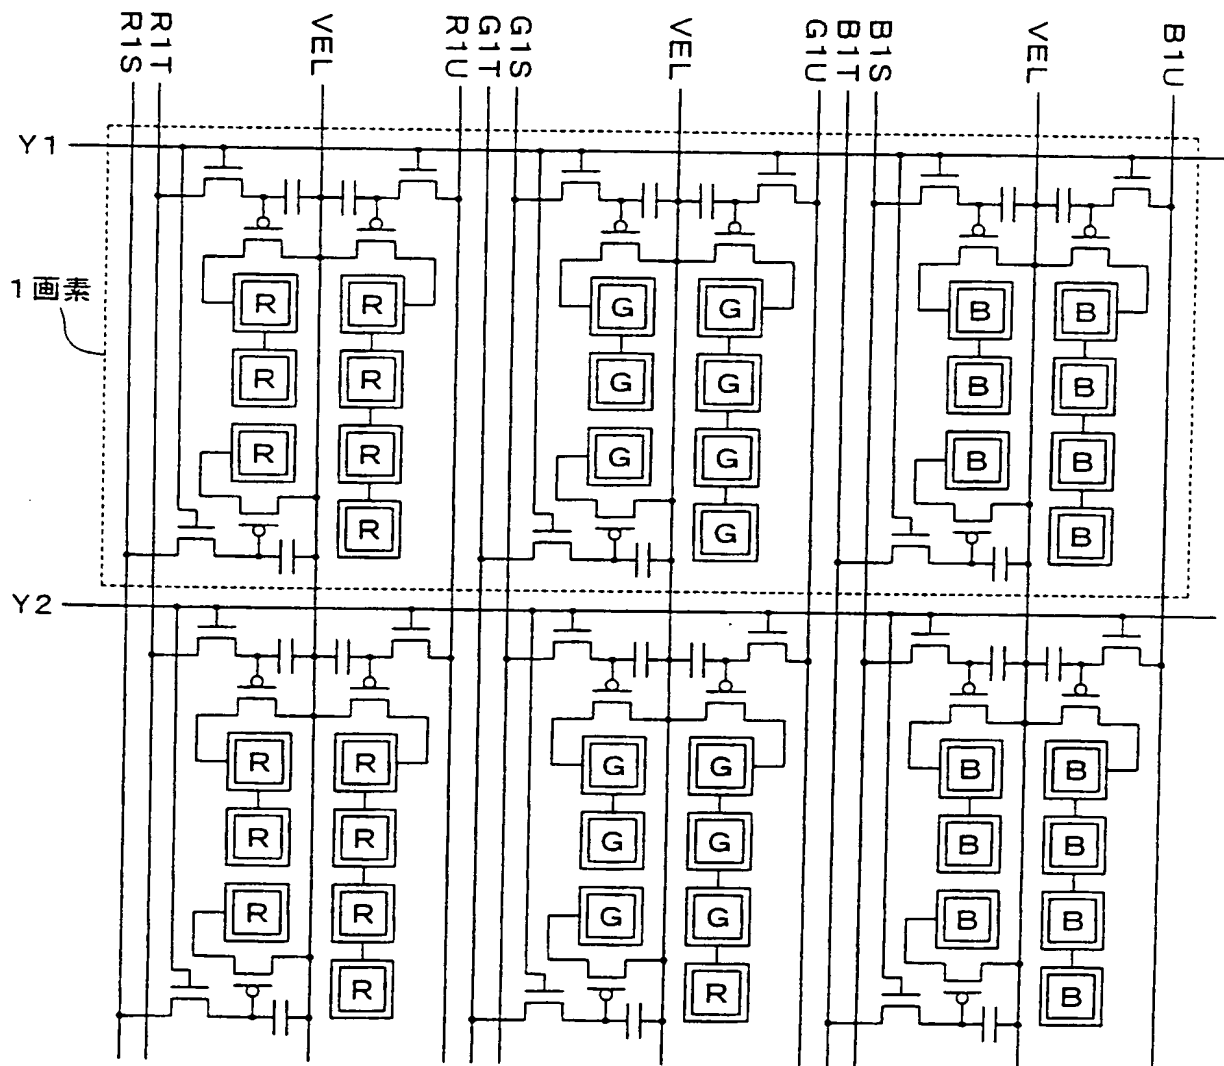 R1S
R1T
VEL
R1U
G1T
G1S
VEL
G1U
B1T
B1S
VEL
B1U
Y1
1画素
R R G G B B
R R G G B B
R R G G B B
R G B
Y2
R R G G B B
R R G G B B
R R G G B B
R R B